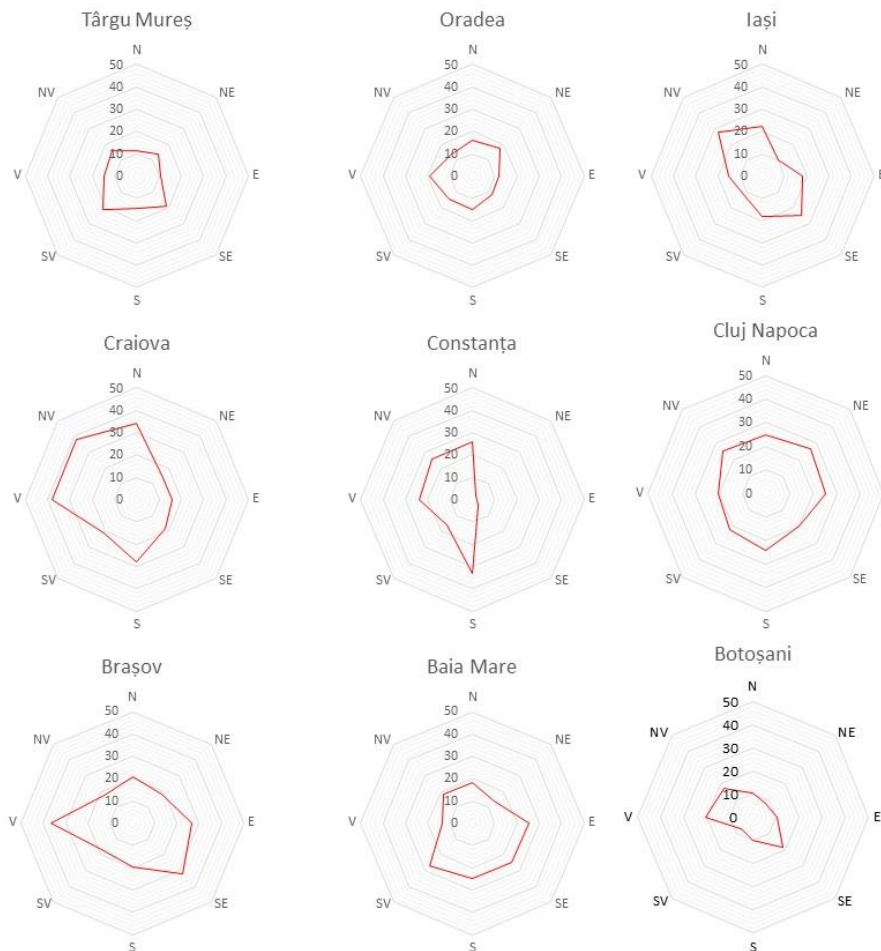 Târgu Mureș
N
50
40
NV
NE
30
20
10
V
0
E
SV
SE
S
Oradea
N
50
40
NV
NE
30
20
10
V
0
E
SV
SE
S
Iași
N
50
40
NV
NE
30
20
10
V
0
E
SV
SE
S
Craiova
N
50
40
NV
NE
30
20
10
V
0
E
SV
SE
S
Constanța
N
50
40
NV
NE
30
20
10
V
0
E
SV
SE
S
Cluj Napoca
N
50
40
NV
NE
30
20
10
V
0
SV
SE
S
Brașov
N
50
40
NV
NE
30
20
10
V
0
E
SV
SE
S
Baia Mare
N
50
40
NV
NE
30
20
10
V
0
E
SV
SE
S
Botoșani
N
50
40
NV
NE
30
20
10
V
0
E
SV
SE
S